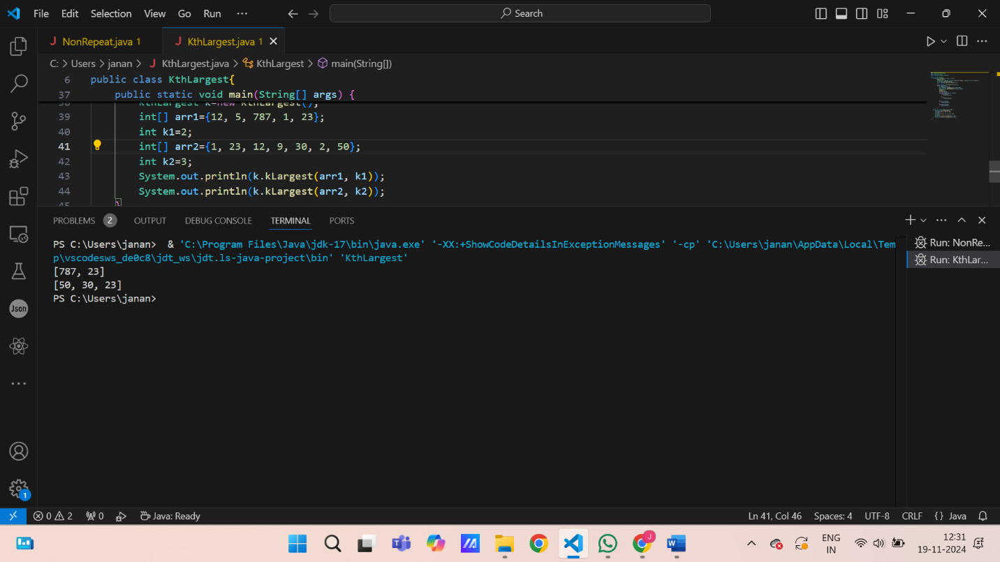 File Edit Selection View Go Run ··· Search
NonRepeat.java 1 KthLargest.java 1
C: > Users > janan > KthLargest.java > KthLargest > main(String[])
6 public class KthLargest{
37 public static void main(String[] args) {
38 KthLargest k=new KthLargest();
39 int[] arr1={12, 5, 787, 1, 23};
40 int k1=2;
41 int[] arr2={1, 23, 12, 9, 30, 2, 50};
42 int k2=3;
43 System.out.println(k.kLargest(arr1, k1));
44 System.out.println(k.kLargest(arr2, k2));
45 }
PROBLEMS 2 OUTPUT DEBUG CONSOLE TERMINAL PORTS
PS C:\Users\janan> & 'C:\Program Files\Java\jdk-17\bin\java.exe' '-XX:+ShowCodeDetailsInExceptionMessages' '-cp' 'C:\Users\janan\AppData\Local\Tem
p\vscodesws_de0c8\jdt_ws\jdt.ls-java-project\bin' 'KthLargest'
[787, 23]
[50, 30, 23]
PS C:\Users\janan>
Run: NonRe...
Run: KthLar...
Json
1
0 2 0 Java: Ready Ln 41, Col 46 Spaces: 4 UTF-8 CRLF {} Java
J
W
ENG
IN
12:31
19-11-2024